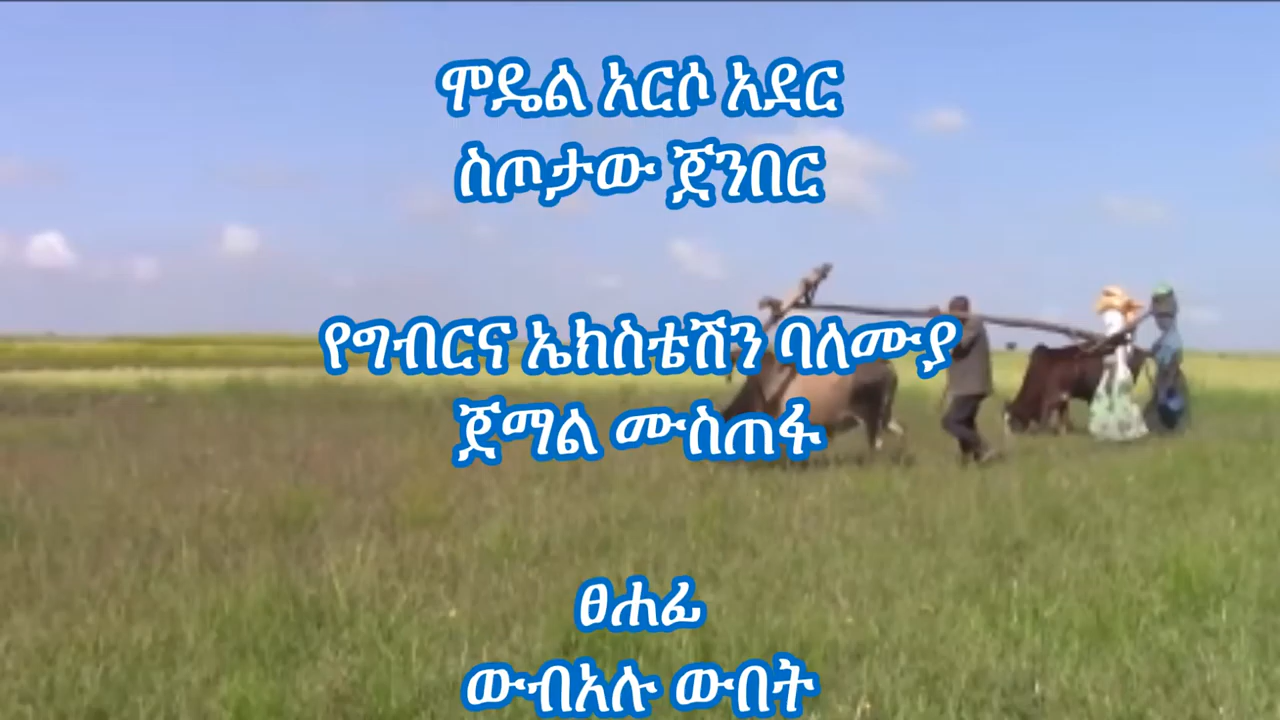 ሞዴል አርሶ አደር
ስጦታው ጀንበር
የግብርና ኤክስቴሽን ባለሙያ
ጀማል ሙስጠፋ
ፀሐፊ
ውብአሉ ውበት